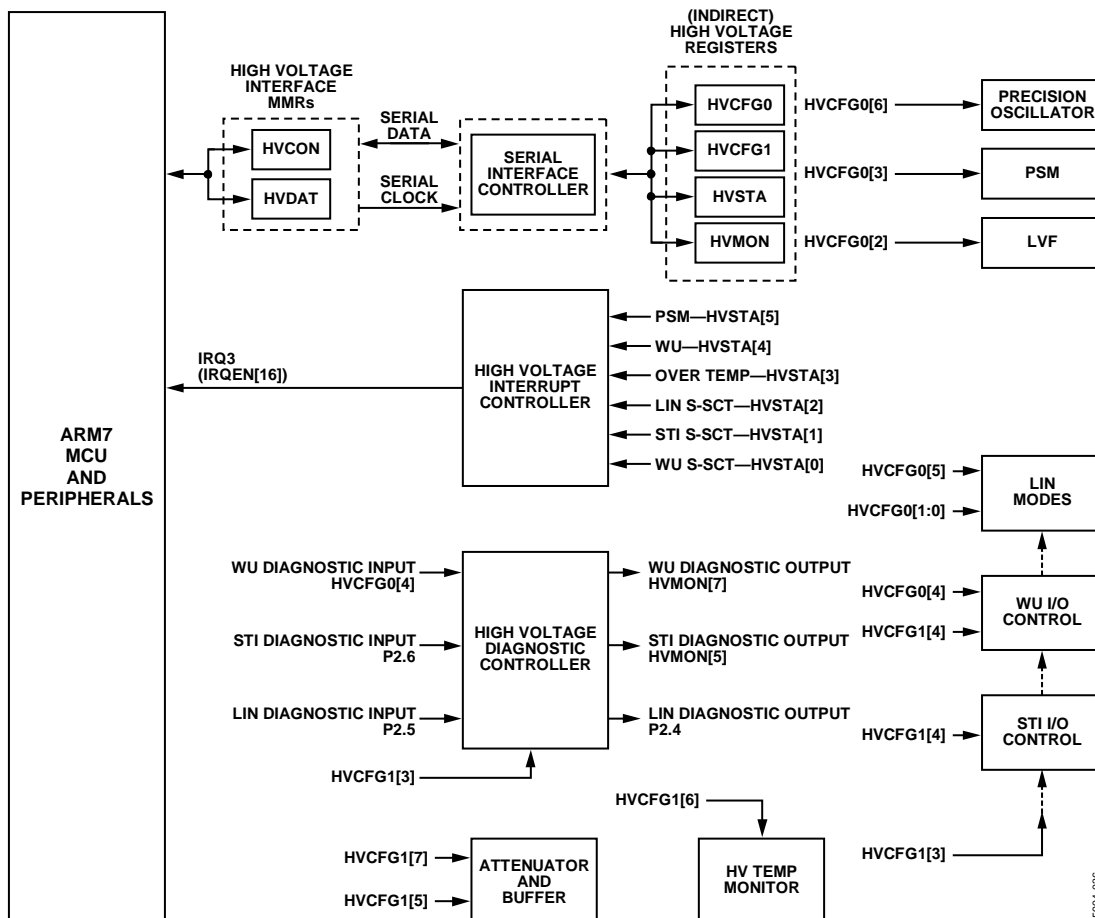 (INDIRECT)
HIGH VOLTAGE
REGISTERS
HIGH VOLTAGE
INTERFACE
MMRs
HVCON
HVDAT
SERIAL
DATA
SERIAL
CLOCK
SERIAL
INTERFACE
CONTROLLER
HVCFG0
HVCFG1
HVSTA
HVMON
HVCFG0[6]
PRECISION
OSCILLATOR
HVCFG0[3]
PSM
HVCFG0[2]
LVF
ARM7
MCU
AND
PERIPHERALS
IRQ3
(IRQEN[16])
HIGH VOLTAGE
INTERRUPT
CONTROLLER
PSM—HVSTA[5]
WU—HVSTA[4]
OVER TEMP—HVSTA[3]
LIN S-SCT—HVSTA[2]
STI S-SCT—HVSTA[1]
WU S-SCT—HVSTA[0]
HVCFG0[5]
HVCFG0[1:0]
LIN
MODES
WU DIAGNOSTIC INPUT
HVCFG0[4]
STI DIAGNOSTIC INPUT
P2.6
LIN DIAGNOSTIC INPUT
P2.5
HIGH VOLTAGE
DIAGNOSTIC
CONTROLLER
WU DIAGNOSTIC OUTPUT
HVMON[7]
STI DIAGNOSTIC OUTPUT
HVMON[5]
LIN DIAGNOSTIC OUTPUT
P2.4
HVCFG0[4]
HVCFG1[4]
WU I/O
CONTROL
HVCFG1[4]
STI I/O
CONTROL
HVCFG1[3]
HVCFG1[6]
HVCFG1[7]
HVCFG1[5]
ATTENUATOR
AND
BUFFER
HV TEMP
MONITOR
HVCFG1[3]